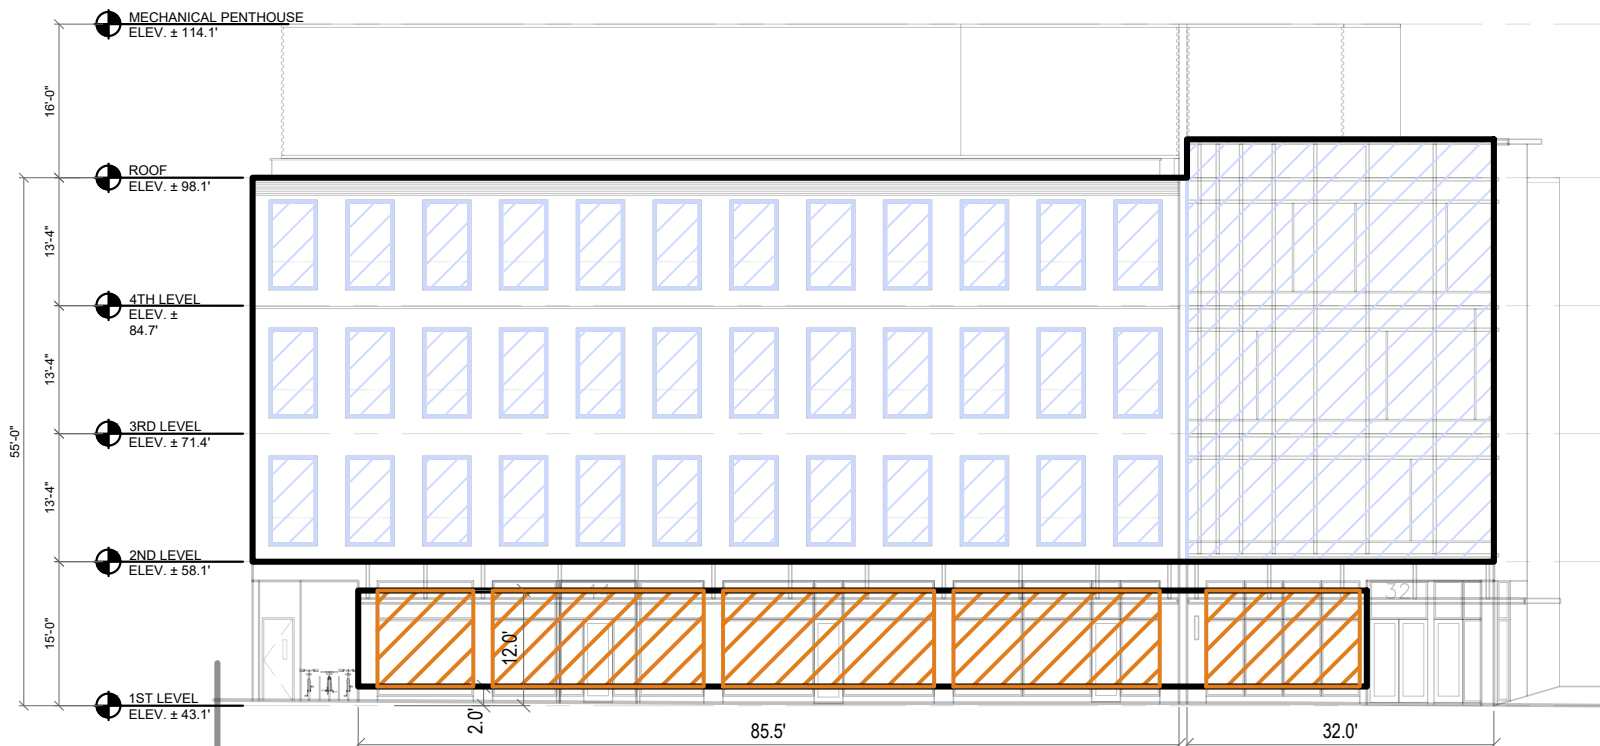 MECHANICAL PENTHOUSE
ELEV. ± 114.1'
16'-0"
ROOF
ELEV. ± 98.1'
13'-4"
4TH LEVEL
ELEV. ±
84.7'
13'-4"
3RD LEVEL
ELEV. ± 71.4'
55'-0"
13'-4"
2ND LEVEL
ELEV. ± 58.1'
44
32
15'-0"
12.0'
1ST LEVEL
ELEV. ± 43.1'
2.0'
85.5'
32.0'